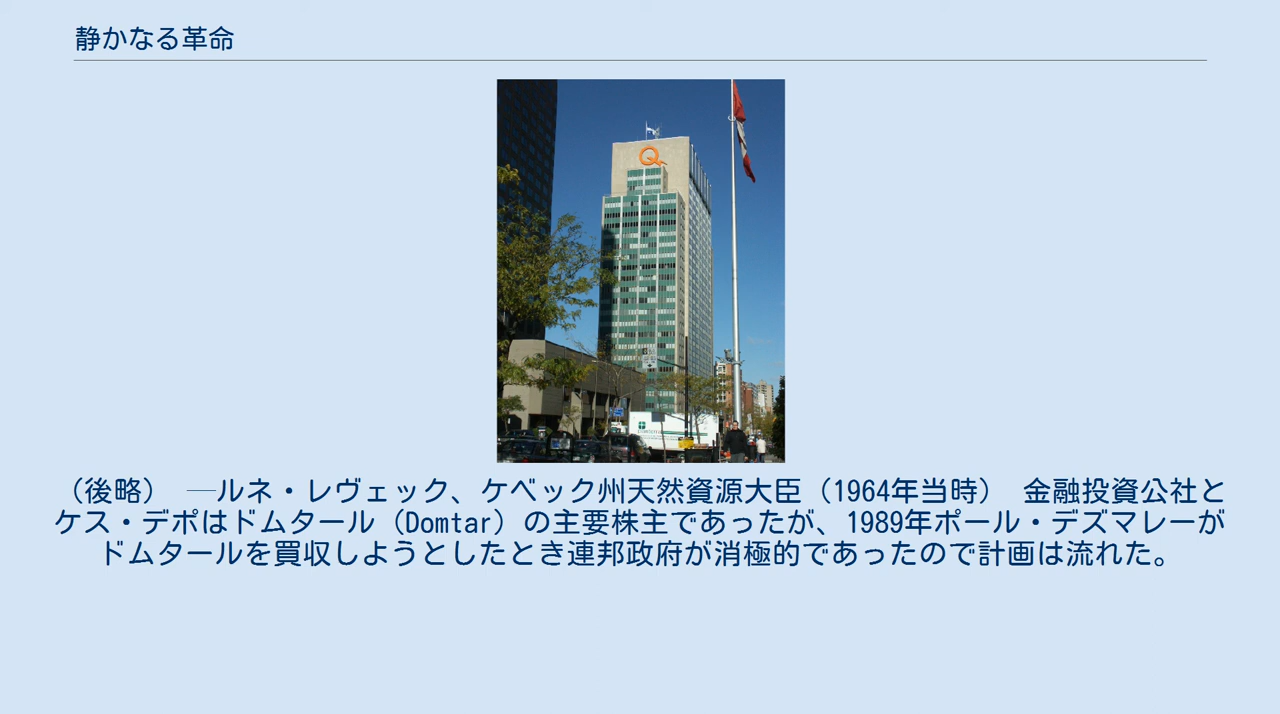 静かなる革命
Q
（後略） ─ルネ・レヴェック、ケベック州天然資源大臣（1964年当時） 金融投資公社と
ケス・デポはドムタール（Domtar）の主要株主であったが、1989年ポール・デズマレーが
ドムタールを買収しようとしたとき連邦政府が消極的であったので計画は流れた。